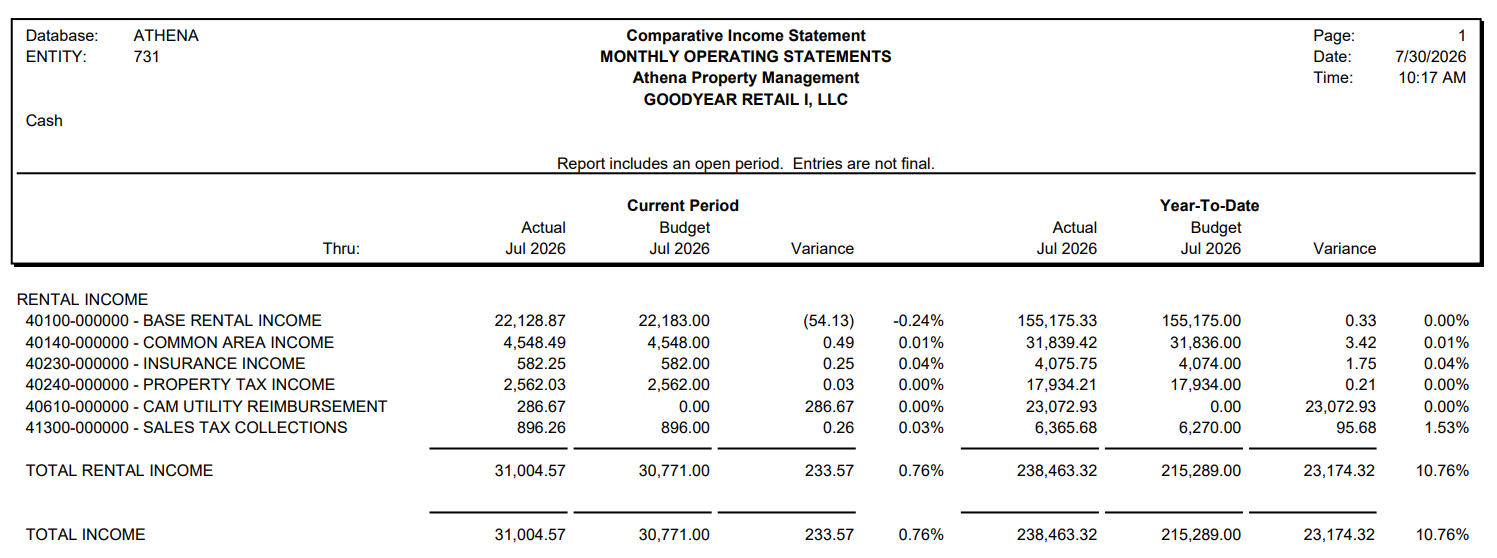 Database: ATHENA Comparative Income Statement Page: 1
ENTITY: 731 MONTHLY OPERATING STATEMENTS Date: 7/30/2026
Athena Property Management Time: 10:17 AM
GOODYEAR RETAIL I, LLC
Cash
Report includes an open period. Entries are not final.
Current Period Year-To-Date
Actual Budget Actual Budget
Thru: Jul 2026 Jul 2026 Variance Jul 2026 Jul 2026 Variance
RENTAL INCOME
40100-000000 - BASE RENTAL INCOME 22,128.87 22,183.00 (54.13) -0.24% 155,175.33 155,175.00 0.33 0.00%
40140-000000 - COMMON AREA INCOME 4,548.49 4,548.00 0.49 0.01% 31,839.42 31,836.00 3.42 0.01%
40230-000000 - INSURANCE INCOME 582.25 582.00 0.25 0.04% 4,075.75 4,074.00 1.75 0.04%
40240-000000 - PROPERTY TAX INCOME 2,562.03 2,562.00 0.03 0.00% 17,934.21 17,934.00 0.21 0.00%
40610-000000 - CAM UTILITY REIMBURSEMENT 286.67 0.00 286.67 0.00% 23,072.93 0.00 23,072.93 0.00%
41300-000000 - SALES TAX COLLECTIONS 896.26 896.00 0.26 0.03% 6,365.68 6,270.00 95.68 1.53%
TOTAL RENTAL INCOME 31,004.57 30,771.00 233.57 0.76% 238,463.32 215,289.00 23,174.32 10.76%
TOTAL INCOME 31,004.57 30,771.00 233.57 0.76% 238,463.32 215,289.00 23,174.32 10.76%